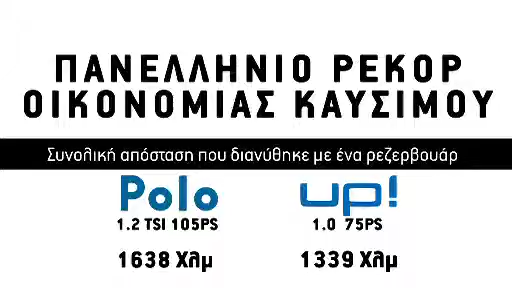 ΠΑΝΕΛΛΗΝΙΟ ΡΕΚΟΡ
ΟΙΚΟΝΟΜΙΑΣ ΚΑΥΣΙΜΟΥ
Συνολική απόσταση που διανύθηκε με ένα ρεζερβουάρ
Polo up!
1.2 TSI 105PS 1.0 75PS
1638 Χλμ 1339 Χλμ